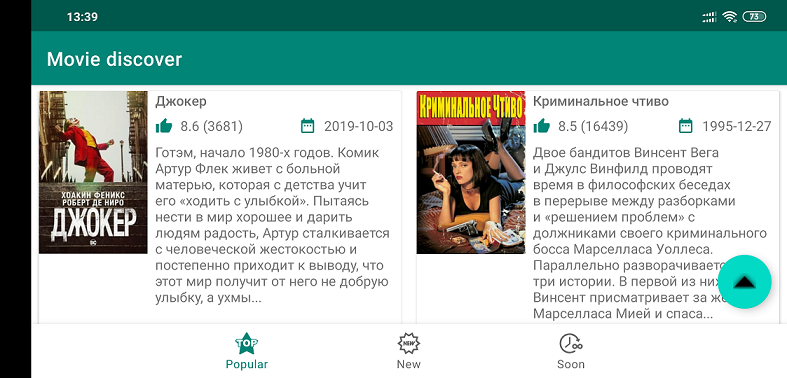 13:39
73
Movie discover
Джокер
8.6 (3681)
2019-10-03
Готэм, начало 1980-х годов. Комик
Артур Флек живет с больной
матерью, которая с детства учит
его «ходить с улыбкой». Пытаясь
нести в мир хорошее и дарить
людям радость, Артур сталкивается
с человеческой жестокостью и
постепенно приходит к выводу, что
этот мир получит от него не добрую
улыбку, а ухмы...
ХОАКИН ФЕНИКС
РОБЕРТ ДЕ НИРО
ДЖОКЕР
DC
Криминальное чтиво
8.5 (16439)
1995-12-27
Двое бандитов Винсент Вега
и Джулс Винфилд проводят
время в философских беседах
в перерыве между разборками
и «решением проблем» с
должниками своего криминального
босса Марселласа Уоллеса.
Параллельно разворачивает
три истории. В первой из них
Винсент присматривает за же
Марселласа Мией и спаса...
КРИМИНАЛЬНОЕ ЧТИВО
TOP
Popular
NEW
New
Soon